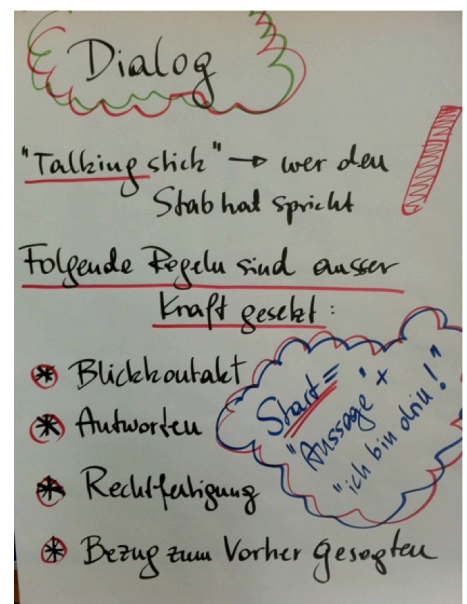 Dialog
"Talking stick" → wer den
Stab hat spricht
Folgende Regeln sind ausser
Kraft gesetzt:
* Blickkontakt
* Antworten
* Rechtfertigung
* Bezug zum Vorher gesagten
Start =
"Aussage" +
"ich bin drin!"